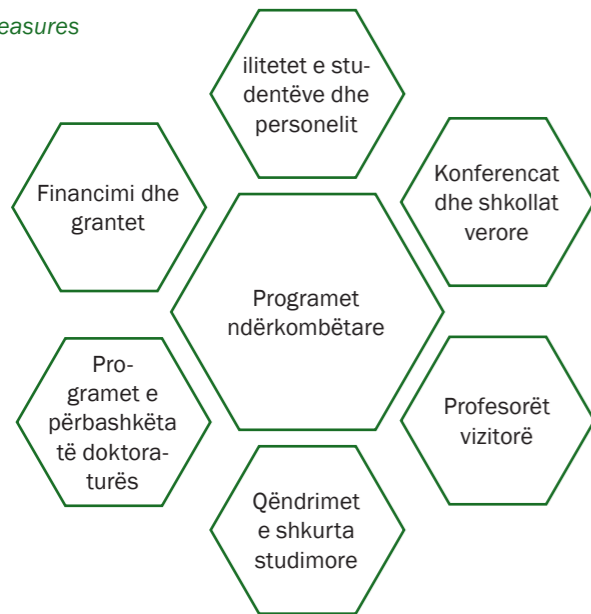 easures
ilitetet e stu-
dentëve dhe
personelit
Financimi dhe
grantet
Konferencat
dhe shkollat
verore
Programet
ndërkombëtare
Pro-
gramet e
përbashkëta
të doktora-
turës
Profesorët
vizitorë
Qëndrimet
e shkurta
studimore